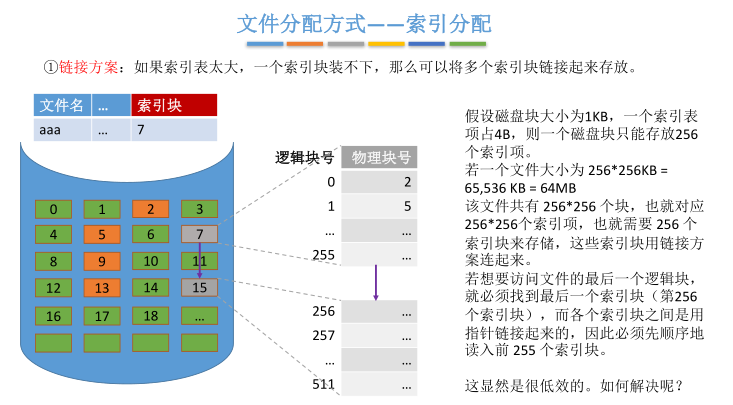 文件分配方式——索引分配
①链接方案：如果索引表太大，一个索引块装不下，那么可以将多个索引块链接起来存放。
文件名 … 索引块
aaa … 7
0 1 2 3
4 5 6 7
8 9 10 11
12 13 14 15
16 17 18 …
逻辑块号 物理块号
0 2
1 5
… …
255 …
256 …
257 …
… …
511 …
假设磁盘块大小为1KB，一个索引表
项占4B，则一个磁盘块只能存放256
个索引项。
若一个文件大小为 256*256KB =
65,536 KB = 64MB
该文件共有 256*256 个块，也就对应
256*256个索引项，也就需要 256 个
索引块来存储，这些索引块用链接方
案连起来。
若想要访问文件的最后一个逻辑块，
就必须找到最后一个索引块（第256
个索引块），而各个索引块之间是用
指针链接起来的，因此必须先顺序地
读入前 255 个索引块。
这显然是很低效的。如何解决呢？